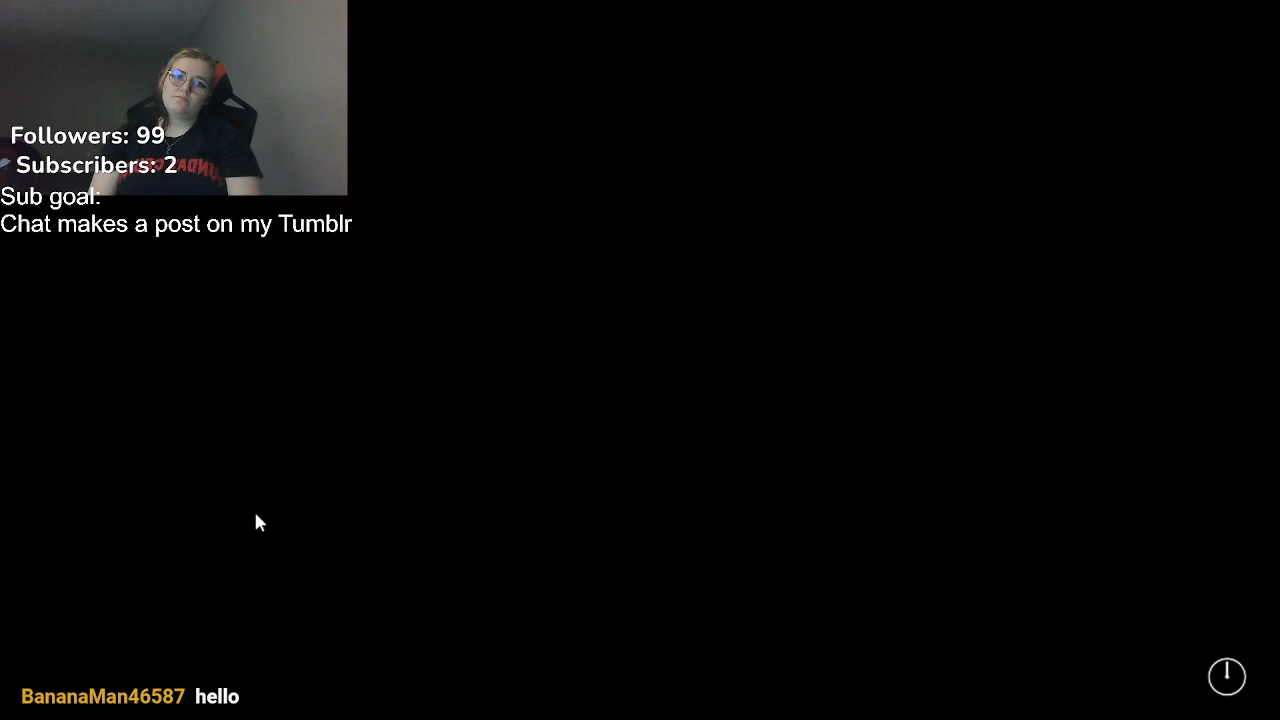 Followers: 99
Subscribers: 2
Sub goal:
Chat makes a post on my Tumblr
BananaMan46587 hello